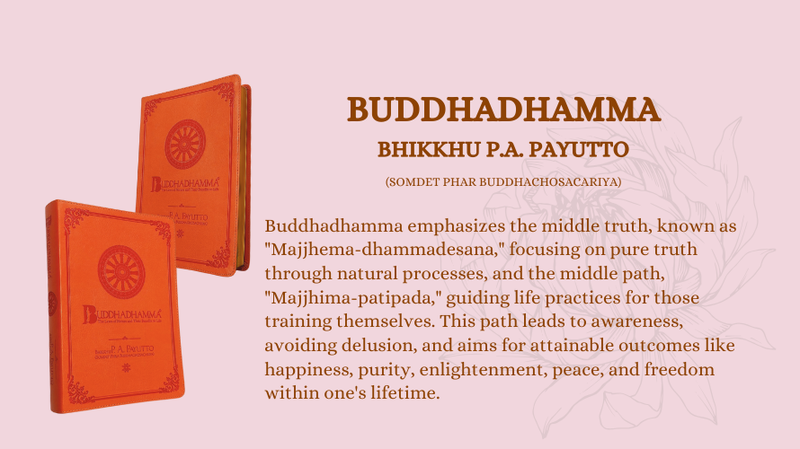 BUDDHADHAMMA
BHIKKHU P.A. PAYUTTO
(SOMDET PHAR BUDDHACHOSACARIYA)
Buddhadhamma emphasizes the middle truth, known as
"Majjhema-dhammadesana," focusing on pure truth
through natural processes, and the middle path,
"Majjhima-patipada," guiding life practices for those
training themselves. This path leads to awareness,
avoiding delusion, and aims for attainable outcomes like
happiness, purity, enlightenment, peace, and freedom
within one's lifetime.
BUDDHADHAMMA
P. A. PAYUTTO
BUDDHADHAMMA
P. A. PAYUTTO